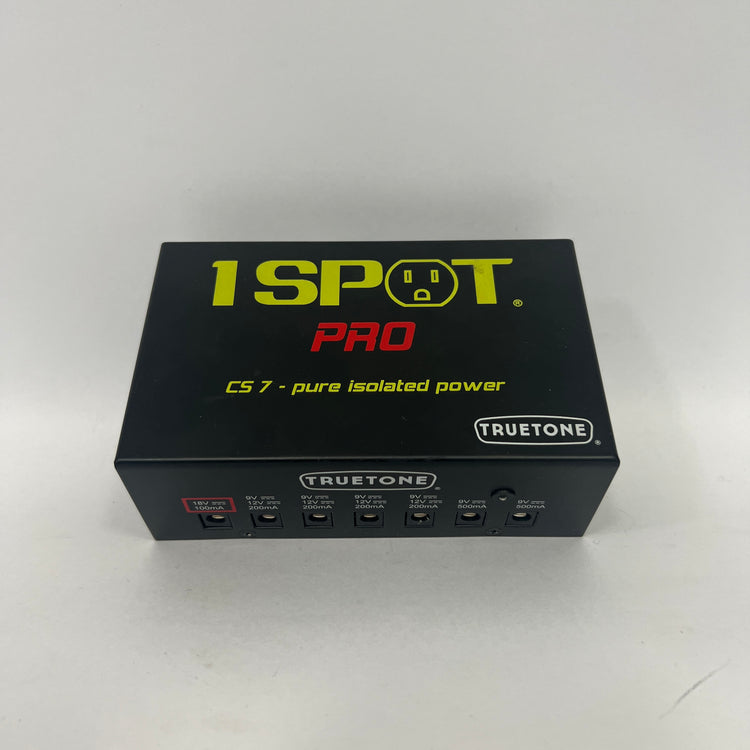 1 SPOT®
PRO
CS 7 - pure isolated power
TRUETONE®
TRUETONE®
18V ⎓ 9V ⎓ 9V ⎓ 9V ⎓ 9V ⎓ 9V ⎓ 9V ⎓
100mA 12V ⎓ 12V ⎓ 12V ⎓ 12V ⎓ 500mA 500mA
200mA 200mA 200mA 200mA